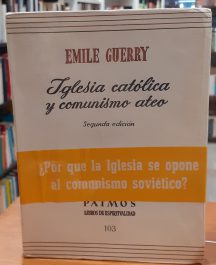 EMILE GUERRY
Iglesia católica
y comunismo ateo
Segunda edición
¿Por que la Iglesia se opone
al comunismo soviético?
PATMOS
LIBROS DE ESPIRITUALIDAD
103